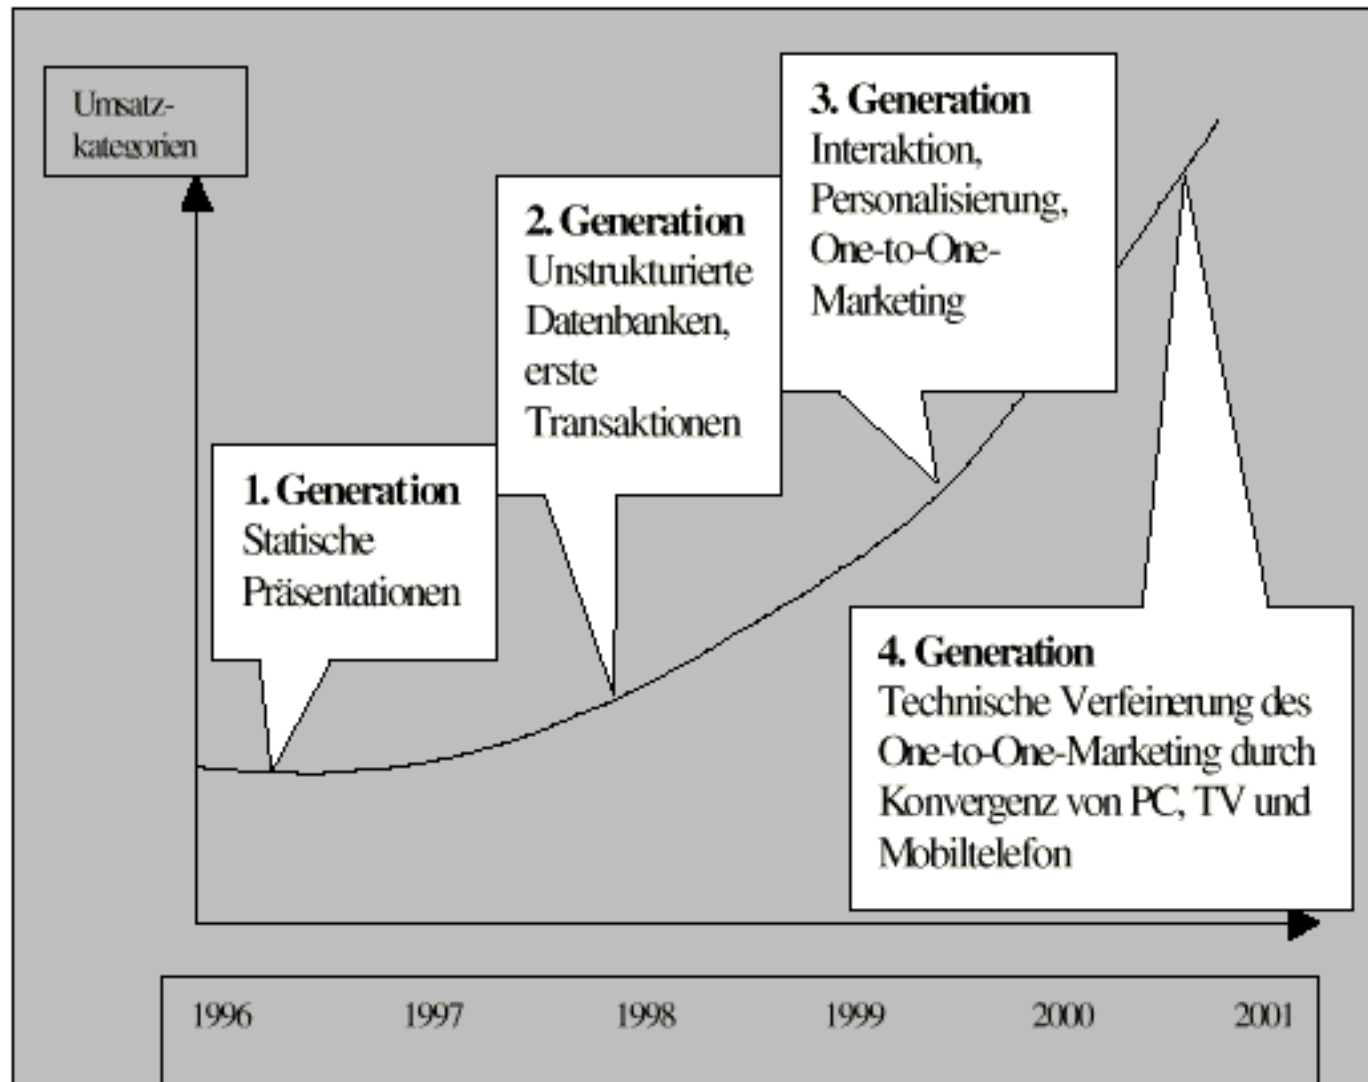 Umsatz-
kategorien
1. Generation
Statische
Präsentationen
2. Generation
Unstrukturierte
Datenbanken,
erste
Transaktionen
3. Generation
Interaktion,
Personalisierung,
One-to-One-
Marketing
4. Generation
Technische Verfeinerung des
One-to-One-Marketing durch
Konvergenz von PC, TV und
Mobiltelefon
1996 1997 1998 1999 2000 2001